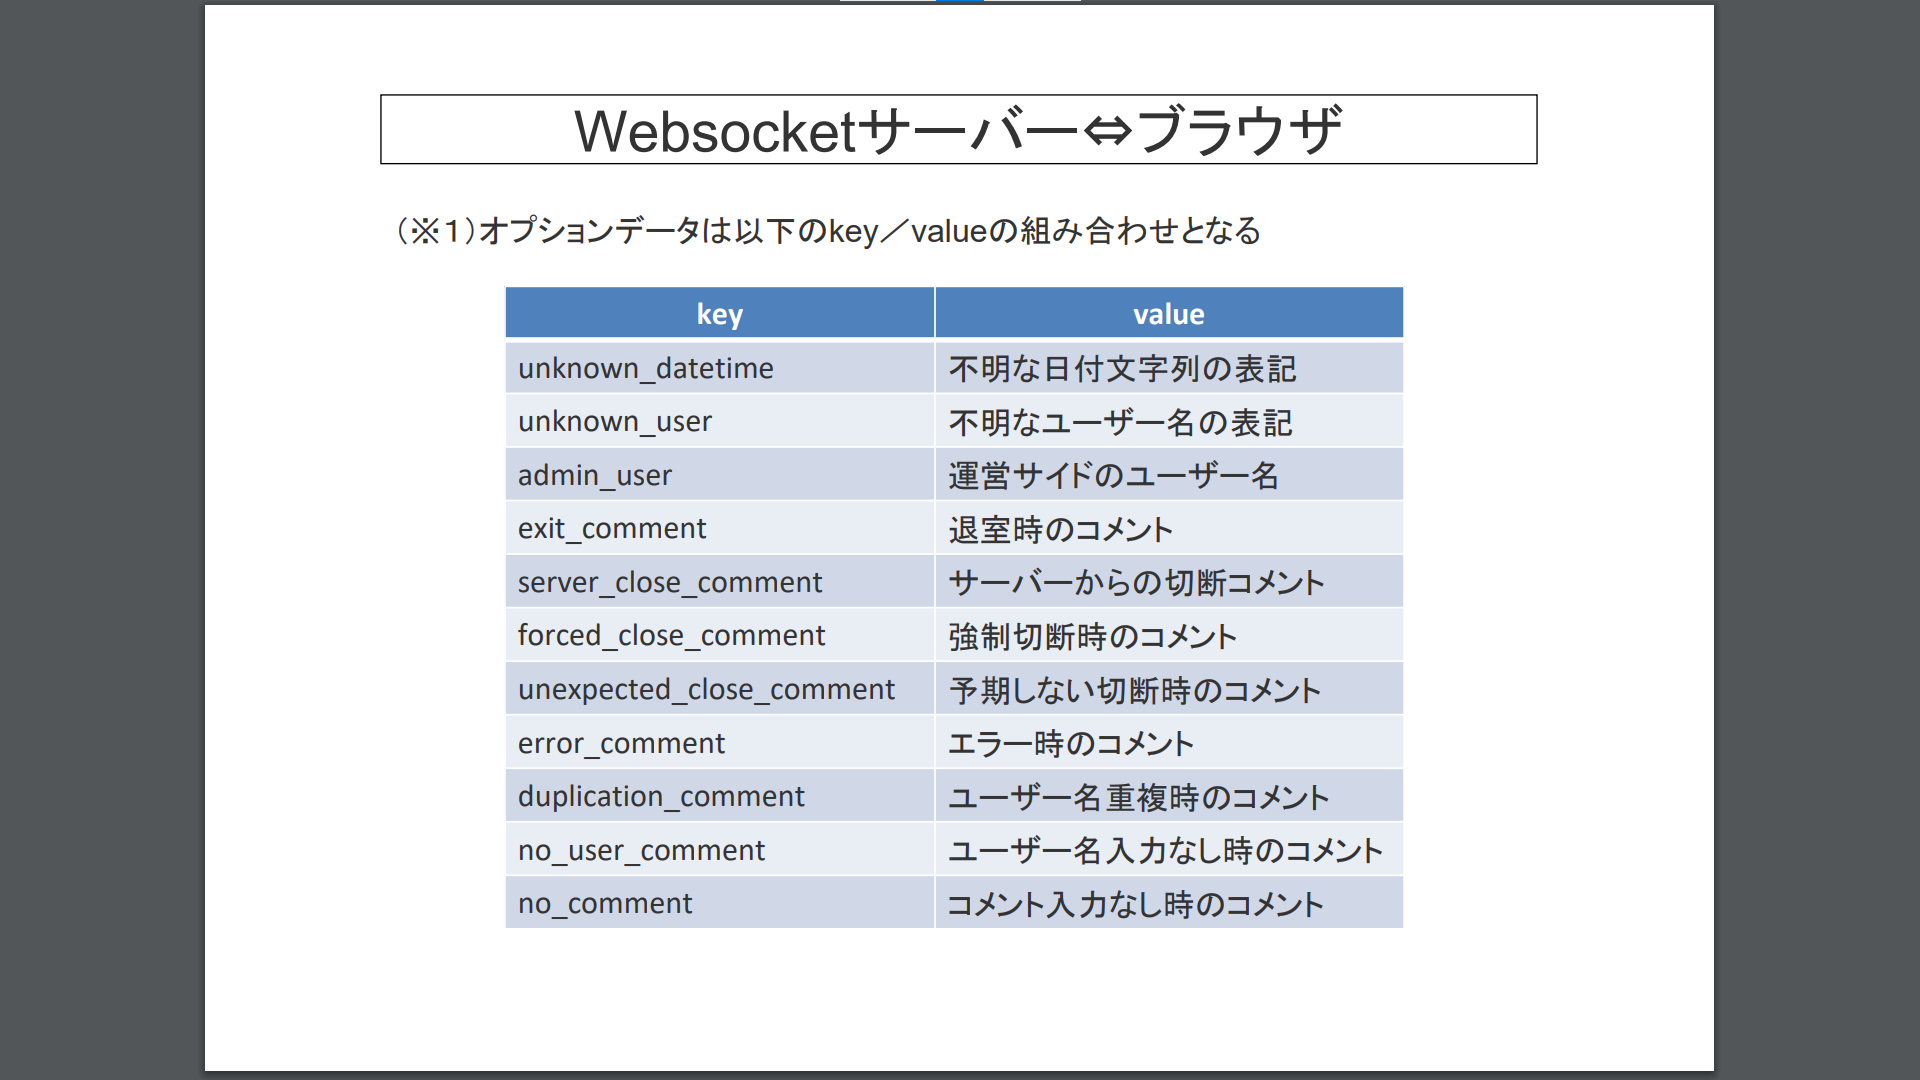 Websocketサーバー⇔ブラウザ
（※１）オプションデータは以下のkey／valueの組み合わせとなる
key value
unknown_datetime 不明な日付文字列の表記
unknown_user 不明なユーザー名の表記
admin_user 運営サイドのユーザー名
exit_comment 退室時のコメント
server_close_comment サーバーからの切断コメント
forced_close_comment 強制切断時のコメント
unexpected_close_comment 予期しない切断時のコメント
error_comment エラー時のコメント
duplication_comment ユーザー名重複時のコメント
no_user_comment ユーザー名入力なし時のコメント
no_comment コメント入力なし時のコメント